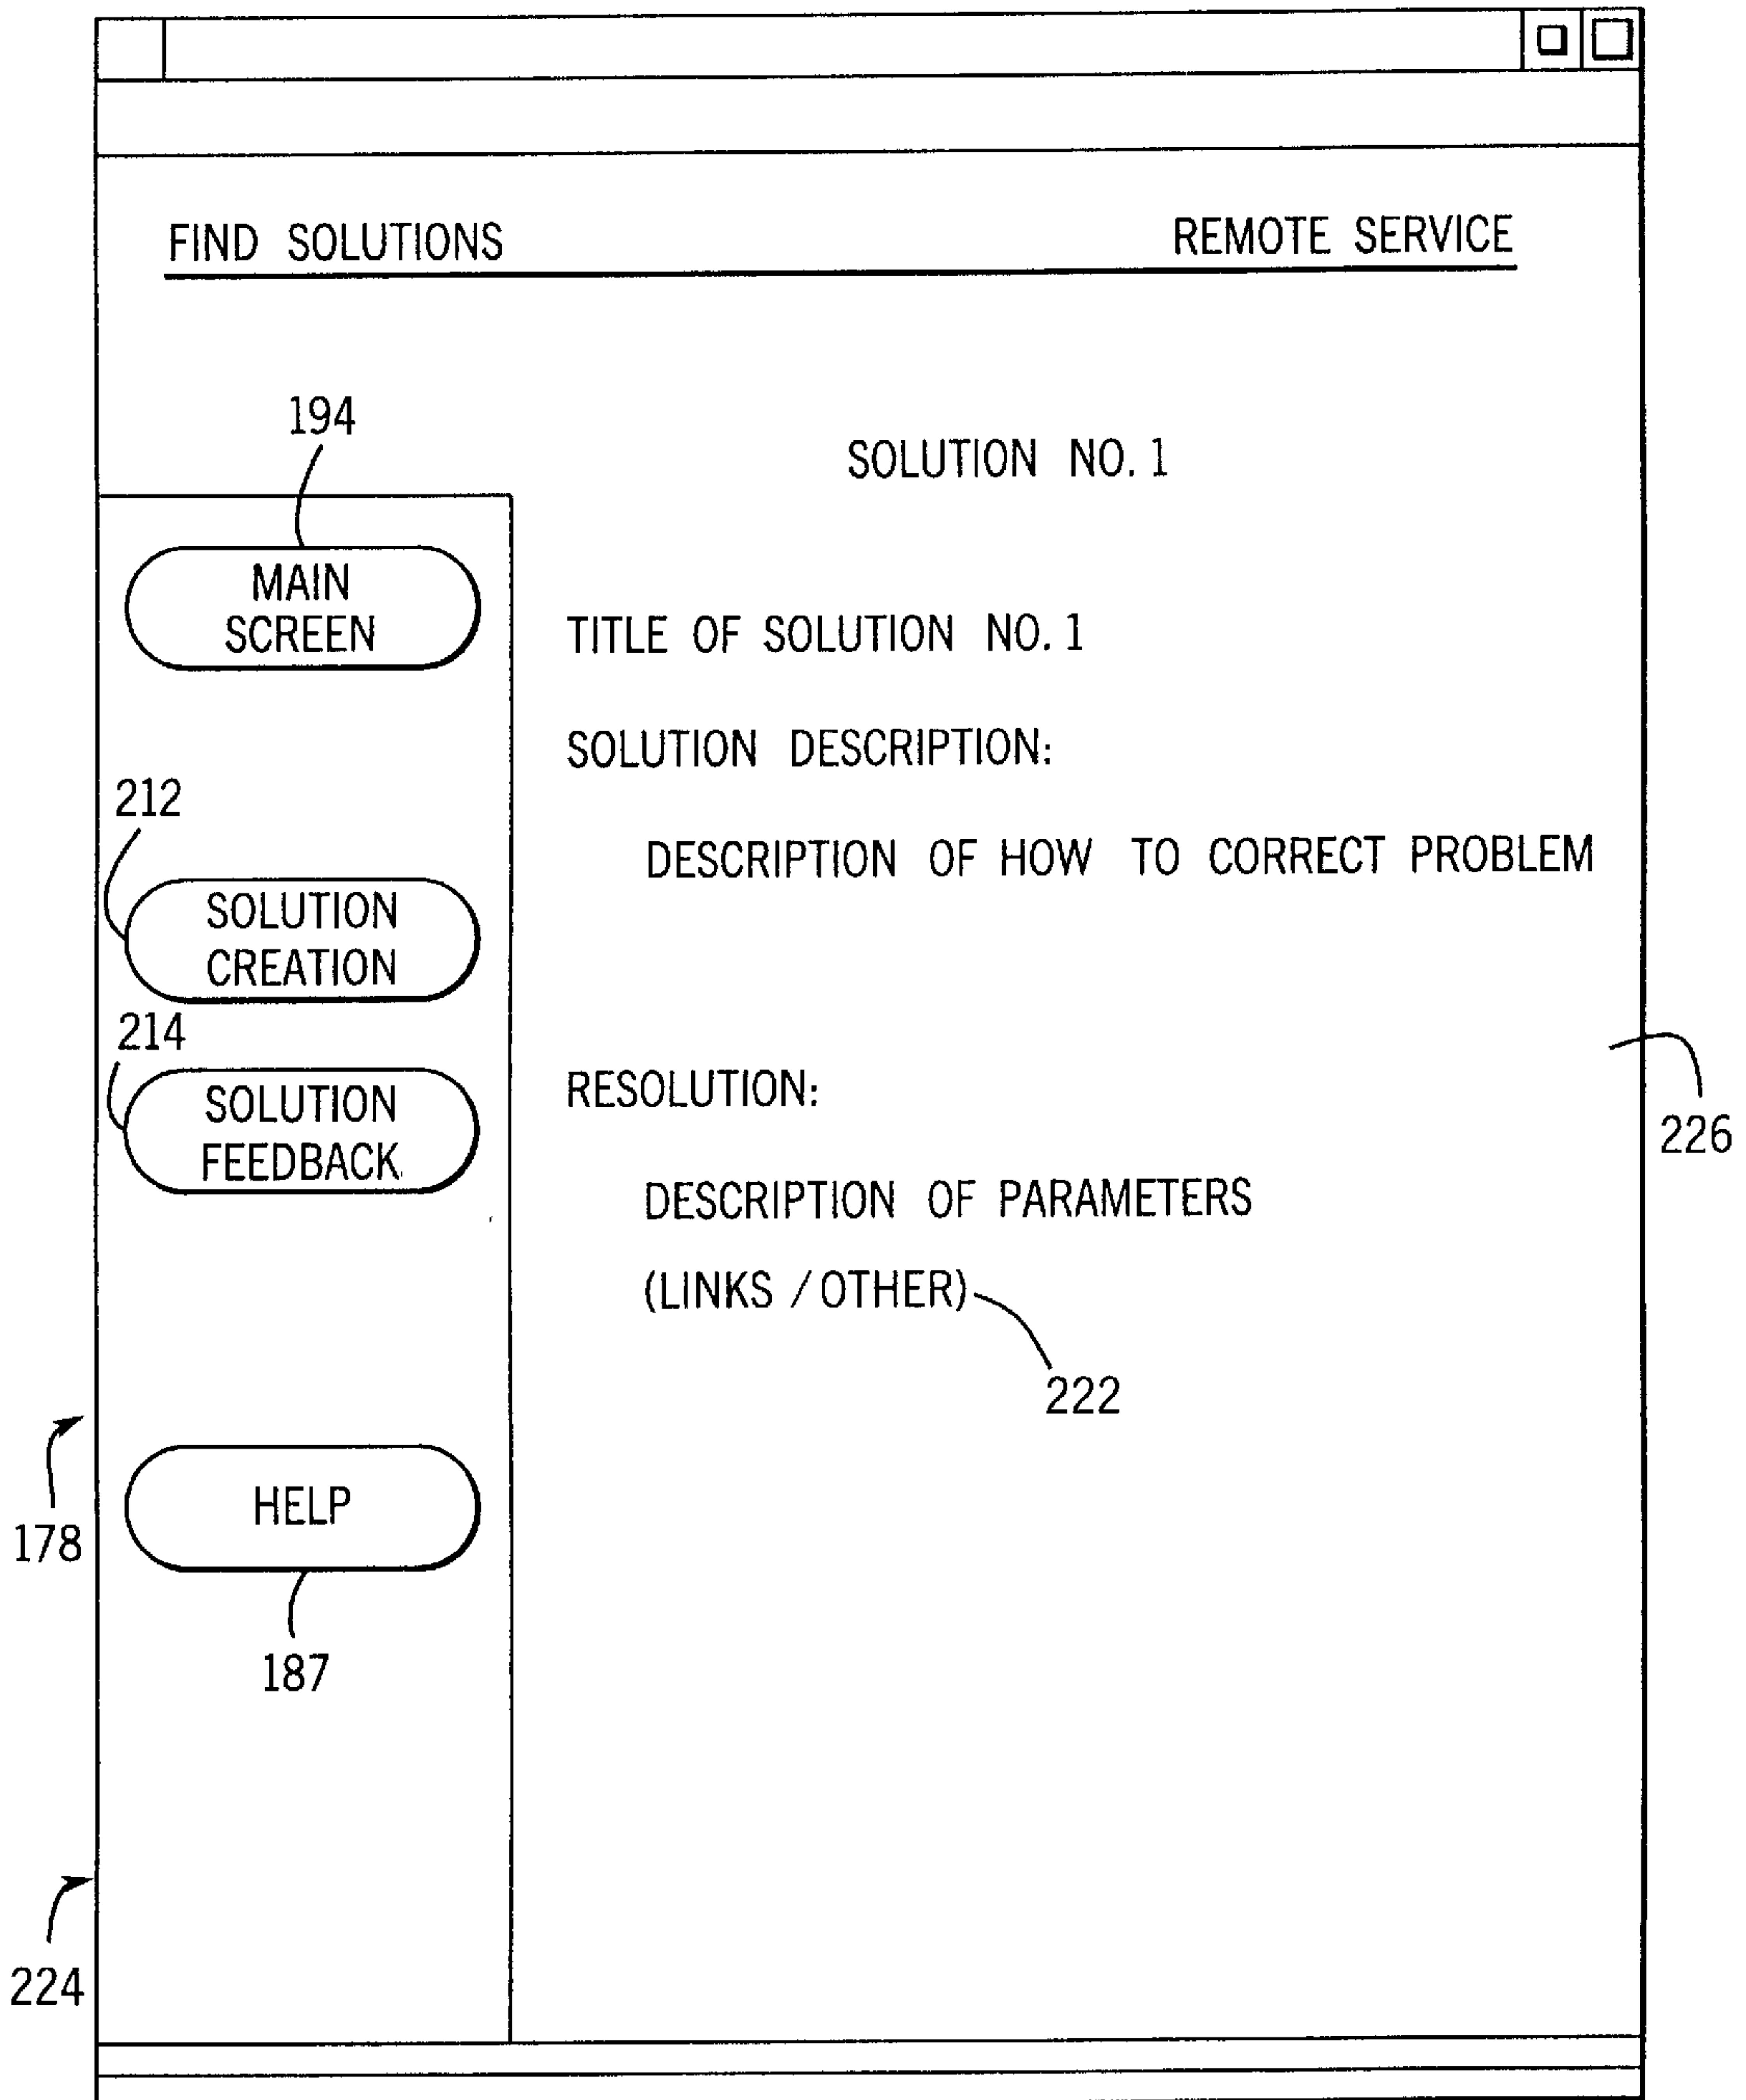 FIND SOLUTIONS REMOTE SERVICE
194
SOLUTION NO. 1
MAIN
SCREEN
TITLE OF SOLUTION NO. 1
SOLUTION DESCRIPTION:
212
DESCRIPTION OF HOW TO CORRECT PROBLEM
SOLUTION
CREATION
214
SOLUTION
FEEDBACK
RESOLUTION:
226
DESCRIPTION OF PARAMETERS
(LINKS / OTHER)
222
178
HELP
187
224